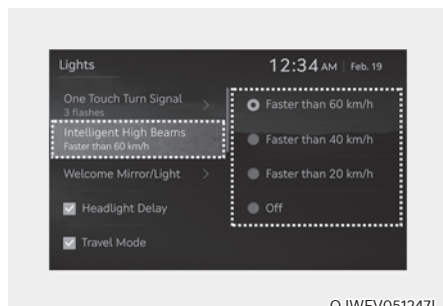 Lights
12:34 AM | Feb. 19
One Touch Turn Signal
3 flashes
Intelligent High Beams
Faster than 60 km/h
Welcome Mirror/Light
Headlight Delay
Travel Mode
Faster than 60 km/h
Faster than 40 km/h
Faster than 20 km/h
Off